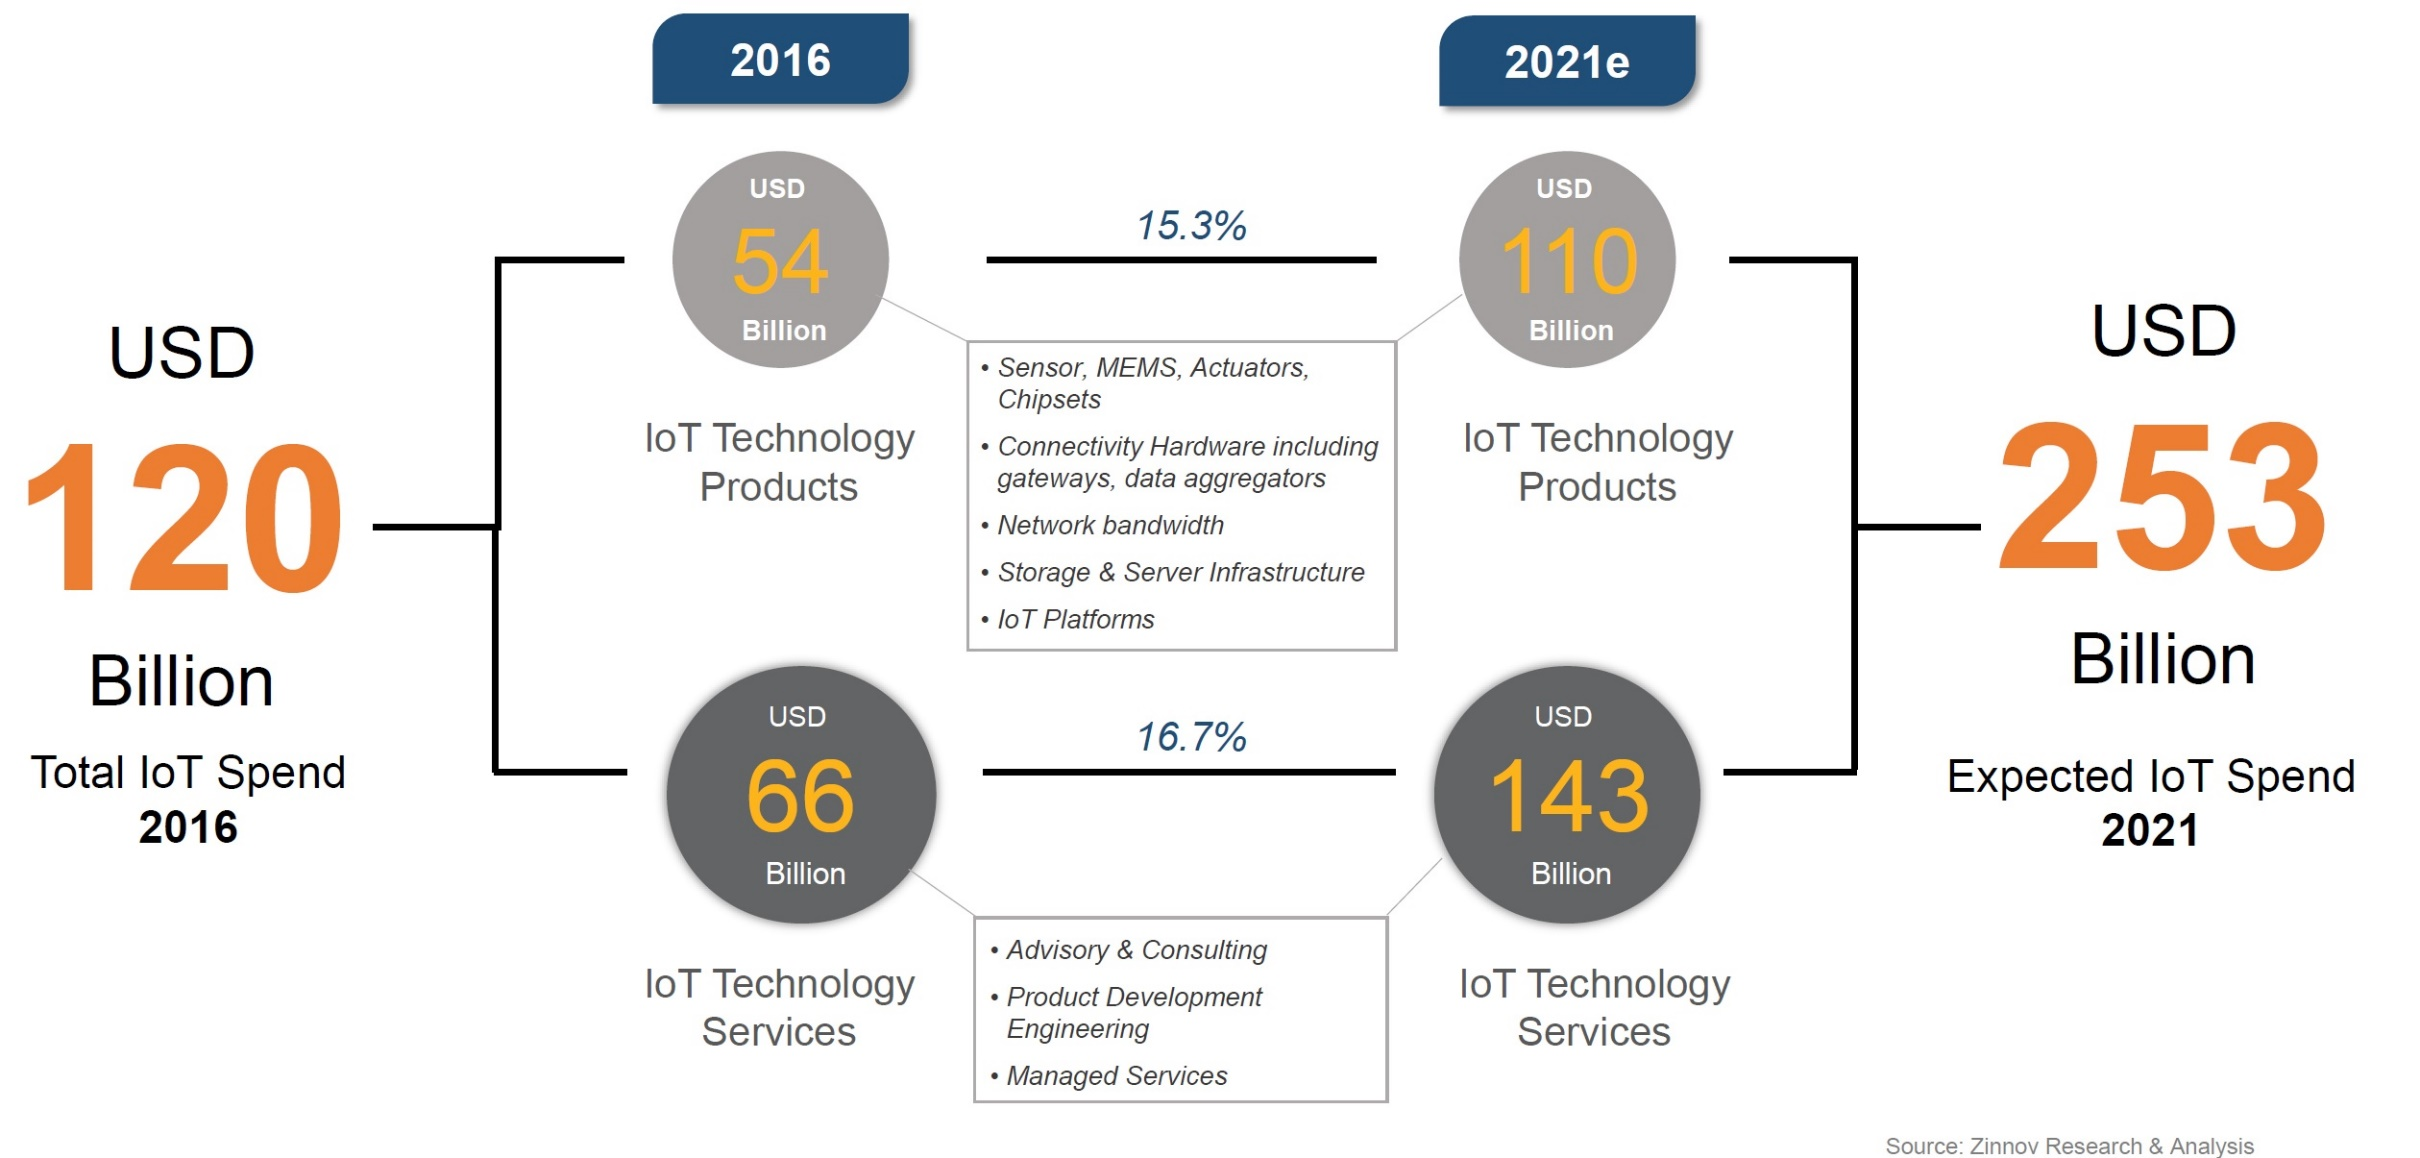 2016
2021e
USD
120
Billion
Total IoT Spend
2016
USD
54
Billion
IoT Technology
Products
15.3%
• Sensor, MEMS, Actuators,
Chipsets
• Connectivity Hardware including
gateways, data aggregators
• Network bandwidth
• Storage & Server Infrastructure
• IoT Platforms
USD
110
Billion
IoT Technology
Products
USD
66
Billion
IoT Technology
Services
16.7%
• Advisory & Consulting
• Product Development
Engineering
• Managed Services
USD
143
Billion
IoT Technology
Services
USD
253
Billion
Expected IoT Spend
2021
Source: Zinnov Research & Analysis